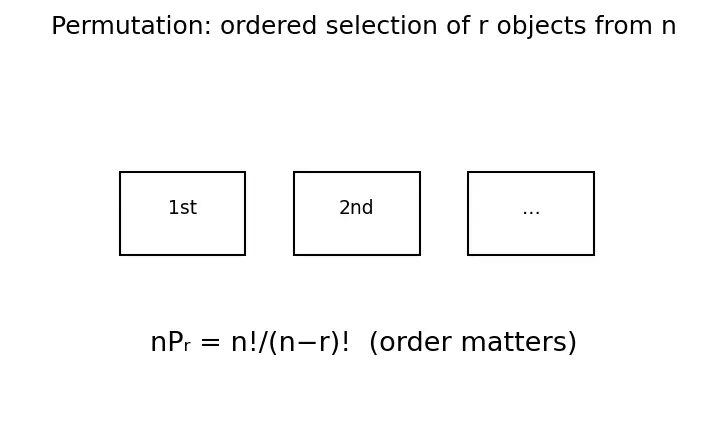 Permutation: ordered selection of r objects from n
1st
2nd
...
nPᵣ = n!/(n−r)!  (order matters)